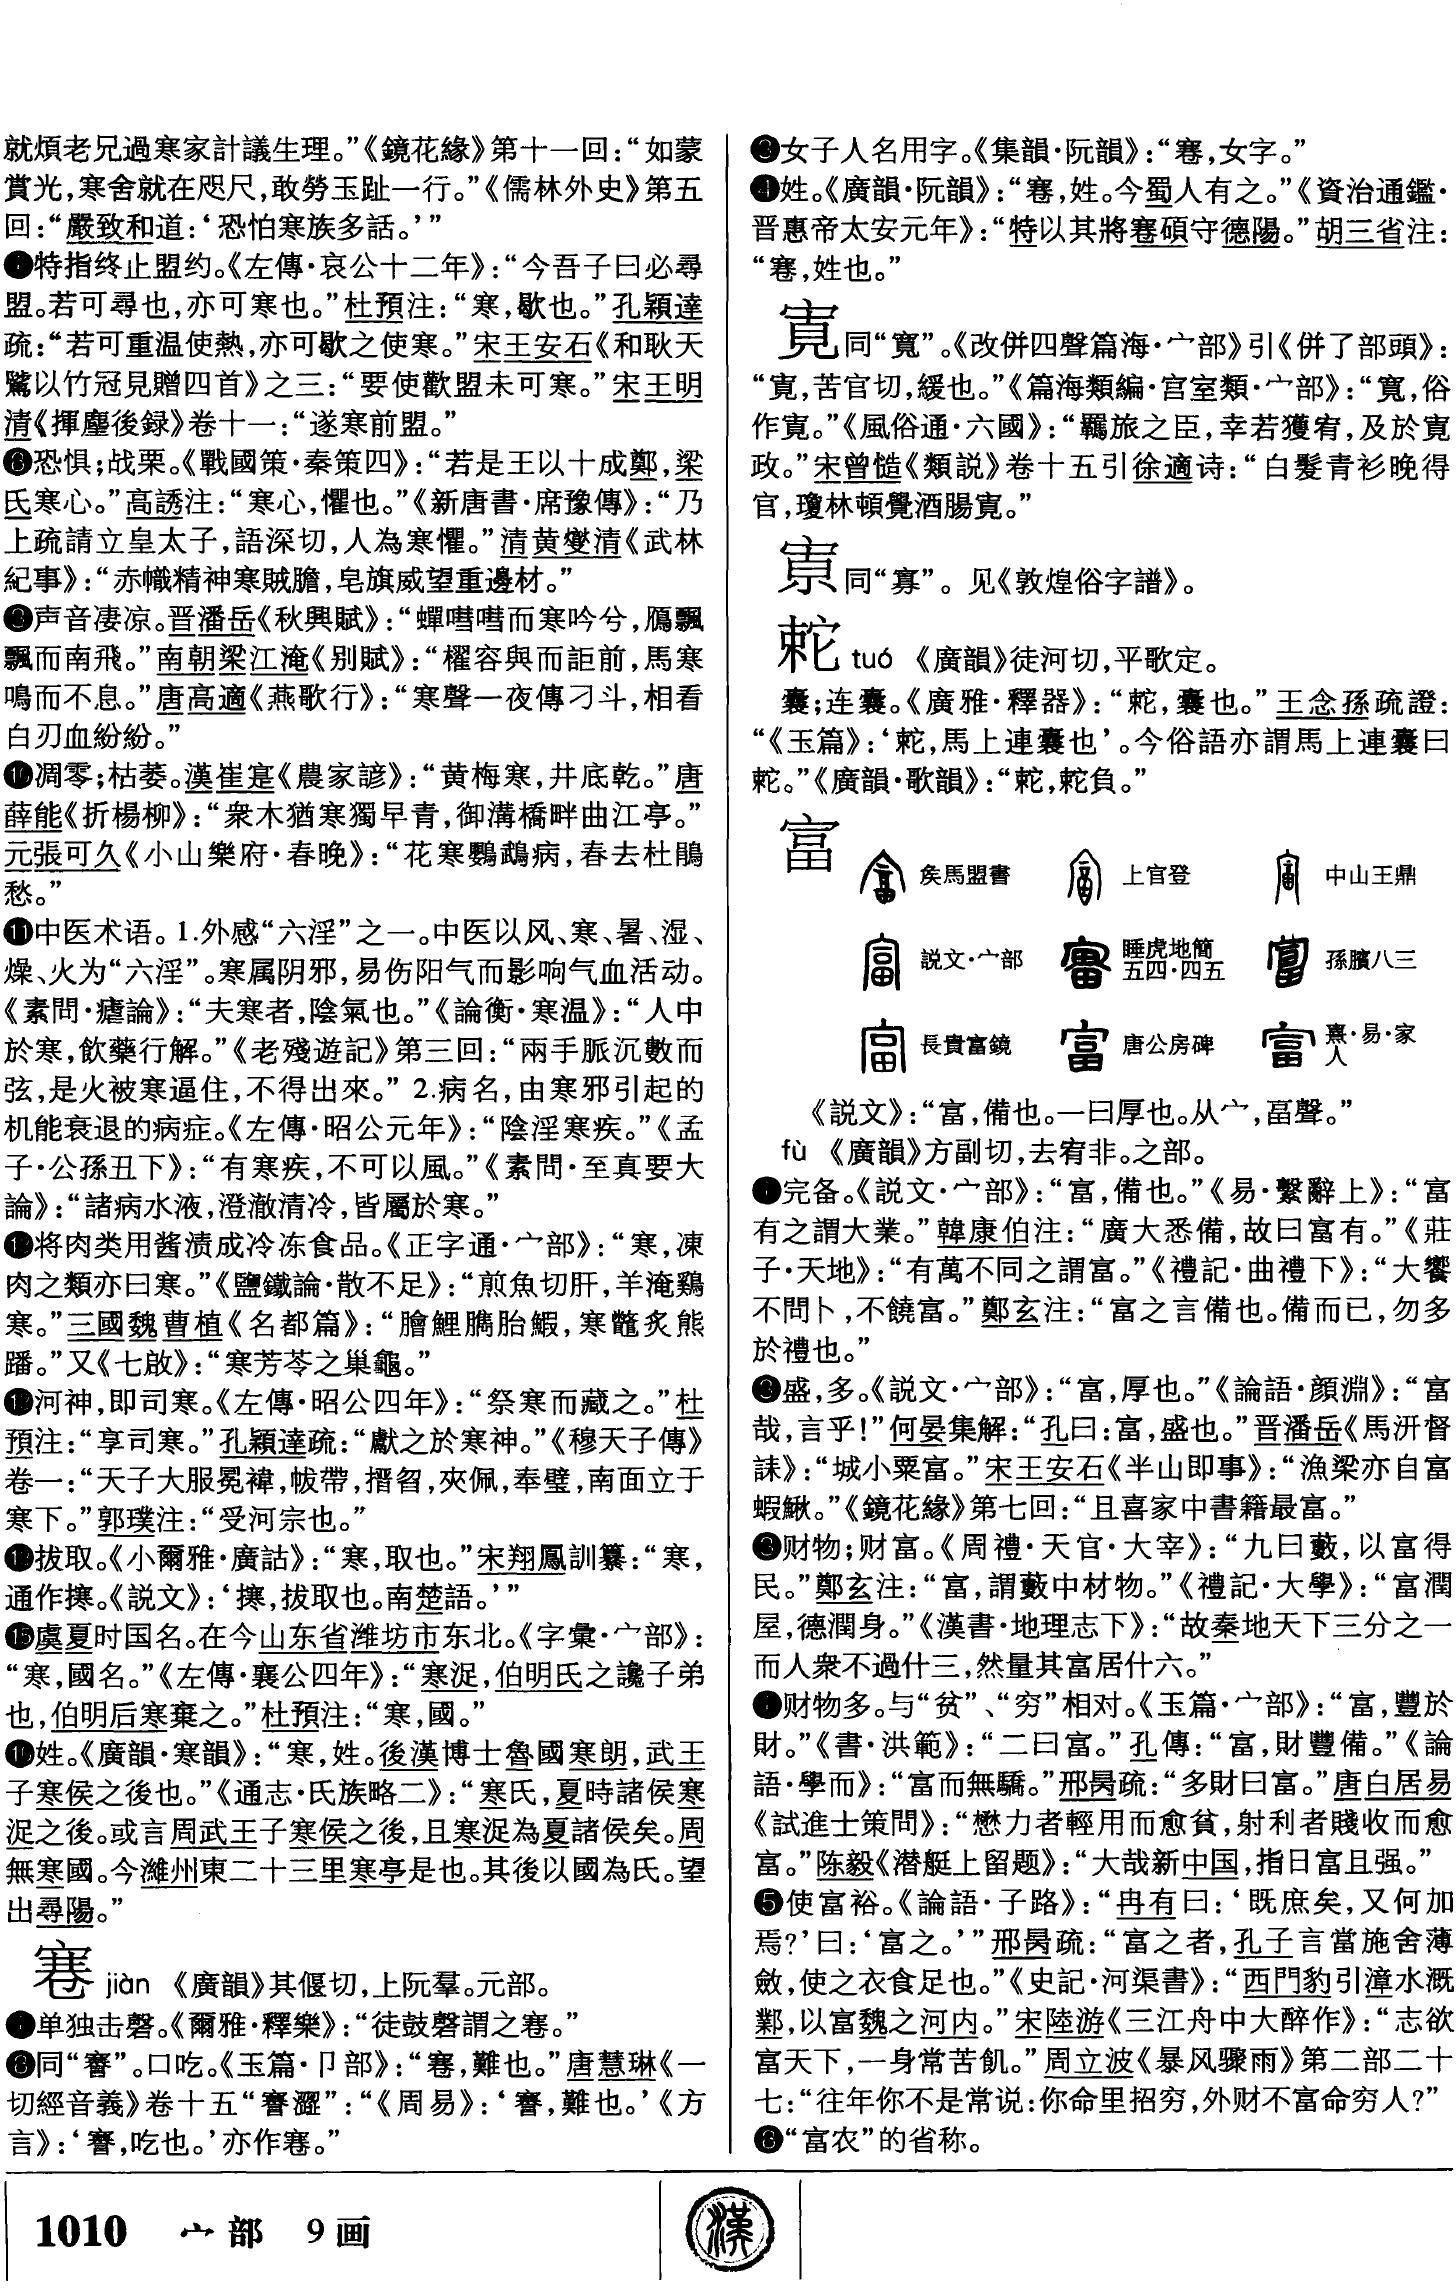 就煩老兄過寒家計議生理。”《鏡花緣》第十一回：“如蒙
賞光，寒舍就在咫尺，敢勞玉趾一行。”《儒林外史》第五
回：“嚴致和道：‘恐怕寒族多話。’”
❼特指终止盟约。《左傳·哀公十二年》：“今吾子曰必尋
盟。若可尋也，亦可寒也。”杜預注：“寒，歇也。”孔穎達
疏：“若可重温使熱，亦可歇之使寒。”宋王安石《和耿天
騭以竹冠見贈四首》之三：“要使歡盟未可寒。”宋王明
清《揮麈後録》卷十一：“遂寒前盟。”
❽恐惧；战栗。《戰國策·秦策四》：“若是王以十成鄭，梁
氏寒心。”高誘注：“寒心，懼也。”《新唐書·席豫傳》：“乃
上疏請立皇太子，語深切，人為寒懼。”清黄燮清《武林
紀事》：“赤幟精神寒賊膽，皂旗威望重邊材。”
❾声音凄凉。晋潘岳《秋興賦》：“蟬嘒嘒而寒吟兮，鴈飄
飄而南飛。”南朝梁江淹《别賦》：“櫂容與而詎前，馬寒
鳴而不息。”唐高適《燕歌行》：“寒聲一夜傳刁斗，相看
白刃血紛紛。”
❿凋零；枯萎。漢崔寔《農家諺》：“黄梅寒，井底乾。”唐
薛能《折楊柳》：“衆木猶寒獨早青，御溝橋畔曲江亭。”
元張可久《小山樂府·春晚》：“花寒鸚鵡病，春去杜鵑
愁。”
⓫中医术语。1.外感“六淫”之一。中医以风、寒、暑、湿、
燥、火为“六淫”。寒属阴邪，易伤阳气而影响气血活动。
《素問·瘧論》：“夫寒者，陰氣也。”《論衡·寒温》：“人中
於寒，飲藥行解。”《老殘遊記》第三回：“兩手脈沉數而
弦，是火被寒逼住，不得出來。” 2.病名，由寒邪引起的
机能衰退的病症。《左傳·昭公元年》：“陰淫寒疾。”《孟
子·公孫丑下》：“有寒疾，不可以風。”《素問·至真要大
論》：“諸病水液，澄澈清冷，皆屬於寒。”
⓬将肉类用酱渍成冷冻食品。《正字通·宀部》：“寒，凍
肉之類亦曰寒。”《鹽鐵論·散不足》：“煎魚切肝，羊淹鷄
寒。”三國魏曹植《名都篇》：“膾鯉臇胎鰕，寒鼈炙熊
蹯。”又《七啟》：“寒芳苓之巢龜。”
⓭河神，即司寒。《左傳·昭公四年》：“祭寒而藏之。”杜
預注：“享司寒。”孔穎達疏：“獻之於寒神。”《穆天子傳》
卷一：“天子大服冕禕，帗帶，搢曶，夾佩，奉璧，南面立于
寒下。”郭璞注：“受河宗也。”
⓮拔取。《小爾雅·廣詁》：“寒，取也。”宋翔鳳訓纂：“寒，
通作攓。《説文》：‘攓，拔取也。南楚語。’”
⓯虞夏时国名。在今山东省潍坊市东北。《字彙·宀部》：
“寒，國名。”《左傳·襄公四年》：“寒浞，伯明氏之讒子弟
也，伯明后寒棄之。”杜預注：“寒，國。”
⓰姓。《廣韻·寒韻》：“寒，姓。後漢博士魯國寒朗，武王
子寒侯之後也。”《通志·氏族略二》：“寒氏，夏時諸侯寒
浞之後。或言周武王子寒侯之後，且寒浞為夏諸侯矣。周
無寒國。今濰州東二十三里寒亭是也。其後以國為氏。望
出尋陽。”
寋 jiàn 《廣韻》其偃切，上阮羣。元部。
❶单独击磬。《爾雅·釋樂》：“徒鼓磬謂之寋。”
❷同“謇”。口吃。《玉篇·卩部》：“寋，難也。”唐慧琳《一
切經音義》卷十五“謇澀”：“《周易》：‘謇，難也。’《方
言》：‘謇，吃也。’亦作寋。”
❸女子人名用字。《集韻·阮韻》：“寋，女字。”
❹姓。《廣韻·阮韻》：“寋，姓。今蜀人有之。”《資治通鑑·
晋惠帝太安元年》：“特以其將寋碩守德陽。”胡三省注：
“寋，姓也。”
寛同“寬”。《改併四聲篇海·宀部》引《併了部頭》：
“寛，苦官切，緩也。”《篇海類編·宫室類·宀部》：“寬，俗
作寛。”《風俗通·六國》：“羈旅之臣，幸若獲宥，及於寛
政。”宋曾慥《類説》卷十五引徐適诗：“白髮青衫晚得
官，瓊林頓覺酒腸寛。”
同“寡”。见《敦煌俗字譜》。
tuó 《廣韻》徒河切，平歌定。
囊；连囊。《廣雅·釋器》：“，囊也。”王念孫疏證：
“《玉篇》：‘，馬上連囊也’。今俗語亦謂馬上連囊曰
。”《廣韻·歌韻》：“，負。”
富
矦馬盟書 上官登 中山王鼎
説文·宀部 睡虎地簡五四·四五 孫臏八三
長貴富鏡 唐公房碑 熹·易·家人
《説文》：“富，備也。一曰厚也。从宀，畐聲。”
fù 《廣韻》方副切，去宥非。之部。
❶完备。《説文·宀部》：“富，備也。”《易·繫辭上》：“富
有之謂大業。”韓康伯注：“廣大悉備，故曰富有。”《莊
子·天地》：“有萬不同之謂富。”《禮記·曲禮下》：“大饗
不問卜，不饒富。”鄭玄注：“富之言備也。備而已，勿多
於禮也。”
❷盛，多。《説文·宀部》：“富，厚也。”《論語·顔淵》：“富
哉，言乎！”何晏集解：“孔曰：富，盛也。”晋潘岳《馬汧督
誄》：“城小粟富。”宋王安石《半山即事》：“漁梁亦自富
蝦鰍。”《鏡花緣》第七回：“且喜家中書籍最富。”
❸财物；财富。《周禮·天官·大宰》：“九曰藪，以富得
民。”鄭玄注：“富，謂藪中材物。”《禮記·大學》：“富潤
屋，德潤身。”《漢書·地理志下》：“故秦地天下三分之一
而人衆不過什三，然量其富居什六。”
❹财物多。与“贫”、“穷”相对。《玉篇·宀部》：“富，豐於
財。”《書·洪範》：“二曰富。”孔傳：“富，財豐備。”《論
語·學而》：“富而無驕。”邢昺疏：“多財曰富。”唐白居易
《試進士策問》：“懋力者輕用而愈貧，射利者賤收而愈
富。”陈毅《潜艇上留题》：“大哉新中国，指日富且强。”
❺使富裕。《論語·子路》：“冉有曰：‘既庶矣，又何加
焉？’曰：‘富之。’”邢昺疏：“富之者，孔子言當施舍薄
斂，使之衣食足也。”《史記·河渠書》：“西門豹引漳水溉
鄴，以富魏之河内。”宋陸游《三江舟中大醉作》：“志欲
富天下，一身常苦飢。”周立波《暴风骤雨》第二部二十
七：“往年你不是常说：你命里招穷，外财不富命穷人？”
❻“富农”的省称。
1010 宀部 9画
漢